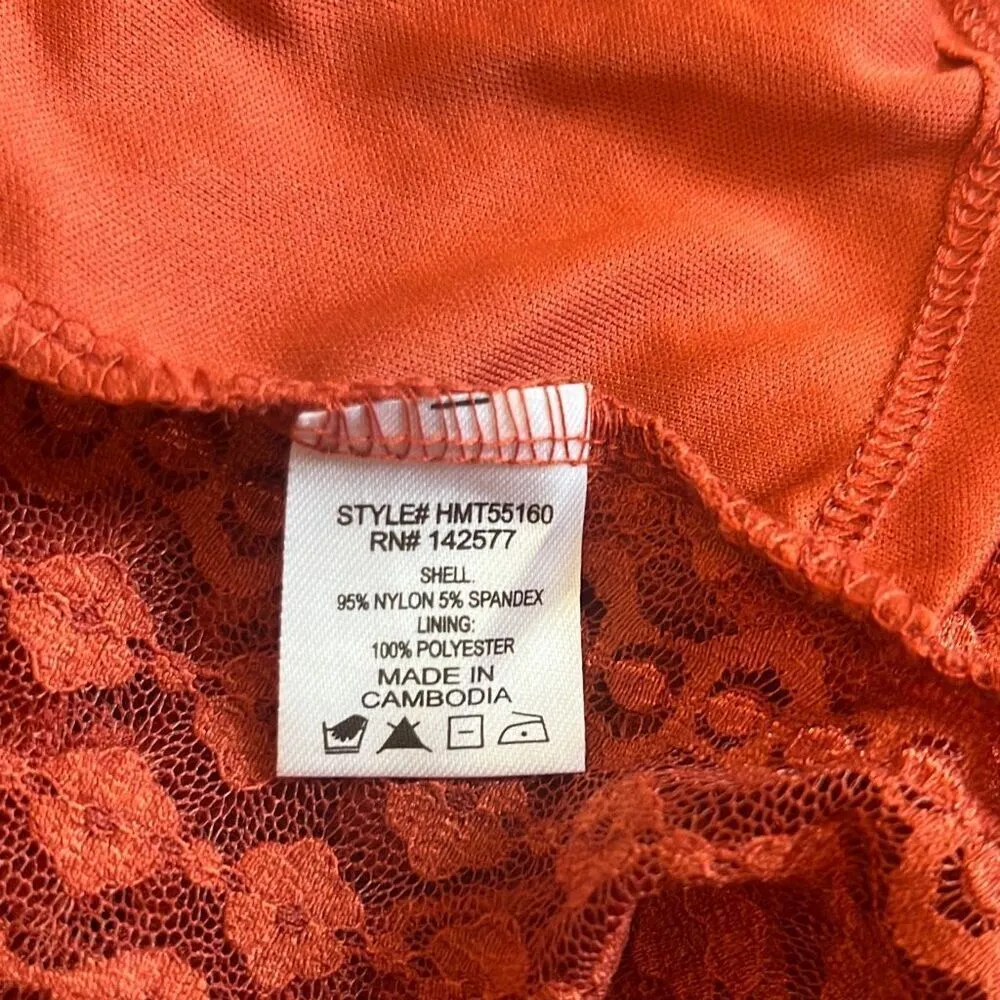 STYLE# HMT55160
RN# 142577
SHELL.
95% NYLON 5% SPANDEX
LINING:
100% POLYESTER
MADE IN
CAMBODIA